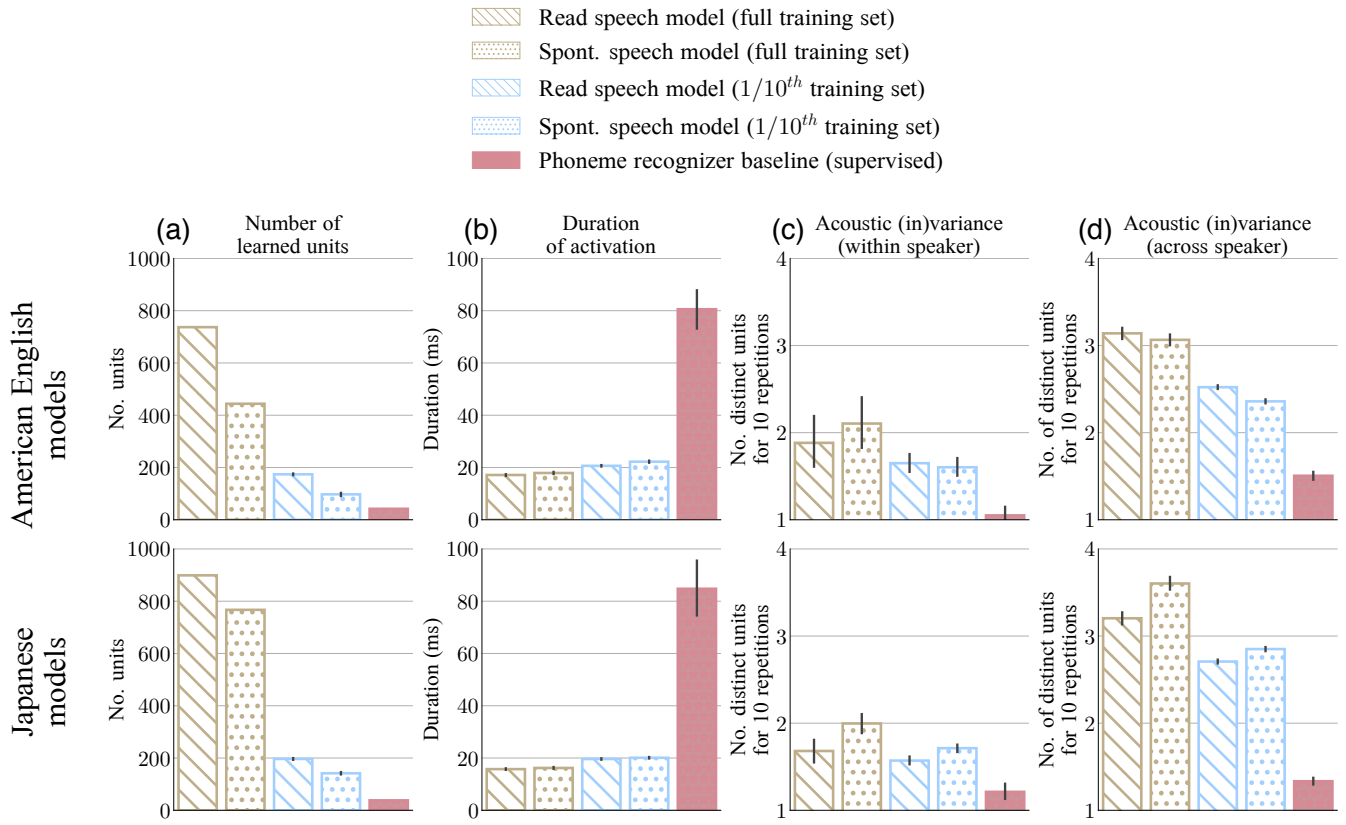 Read speech model (full training set)
Spont. speech model (full training set)
Read speech model (1/10th training set)
Spont. speech model (1/10th training set)
Phoneme recognizer baseline (supervised)
American English
models
(a)
Number of
learned units
No. units
1000
800
600
400
200
0
(b)
Duration
of activation
Duration (ms)
100
80
60
40
20
0
(c)
Acoustic (in)variance
(within speaker)
No. distinct units
for 10 repetitions
4
3
2
1
(d)
Acoustic (in)variance
(across speaker)
No. of distinct units
for 10 repetitions
4
3
2
1
Japanese
models
No. units
1000
800
600
400
200
0
Duration (ms)
100
80
60
40
20
0
No. distinct units
for 10 repetitions
4
3
2
1
No. of distinct units
for 10 repetitions
4
3
2
1